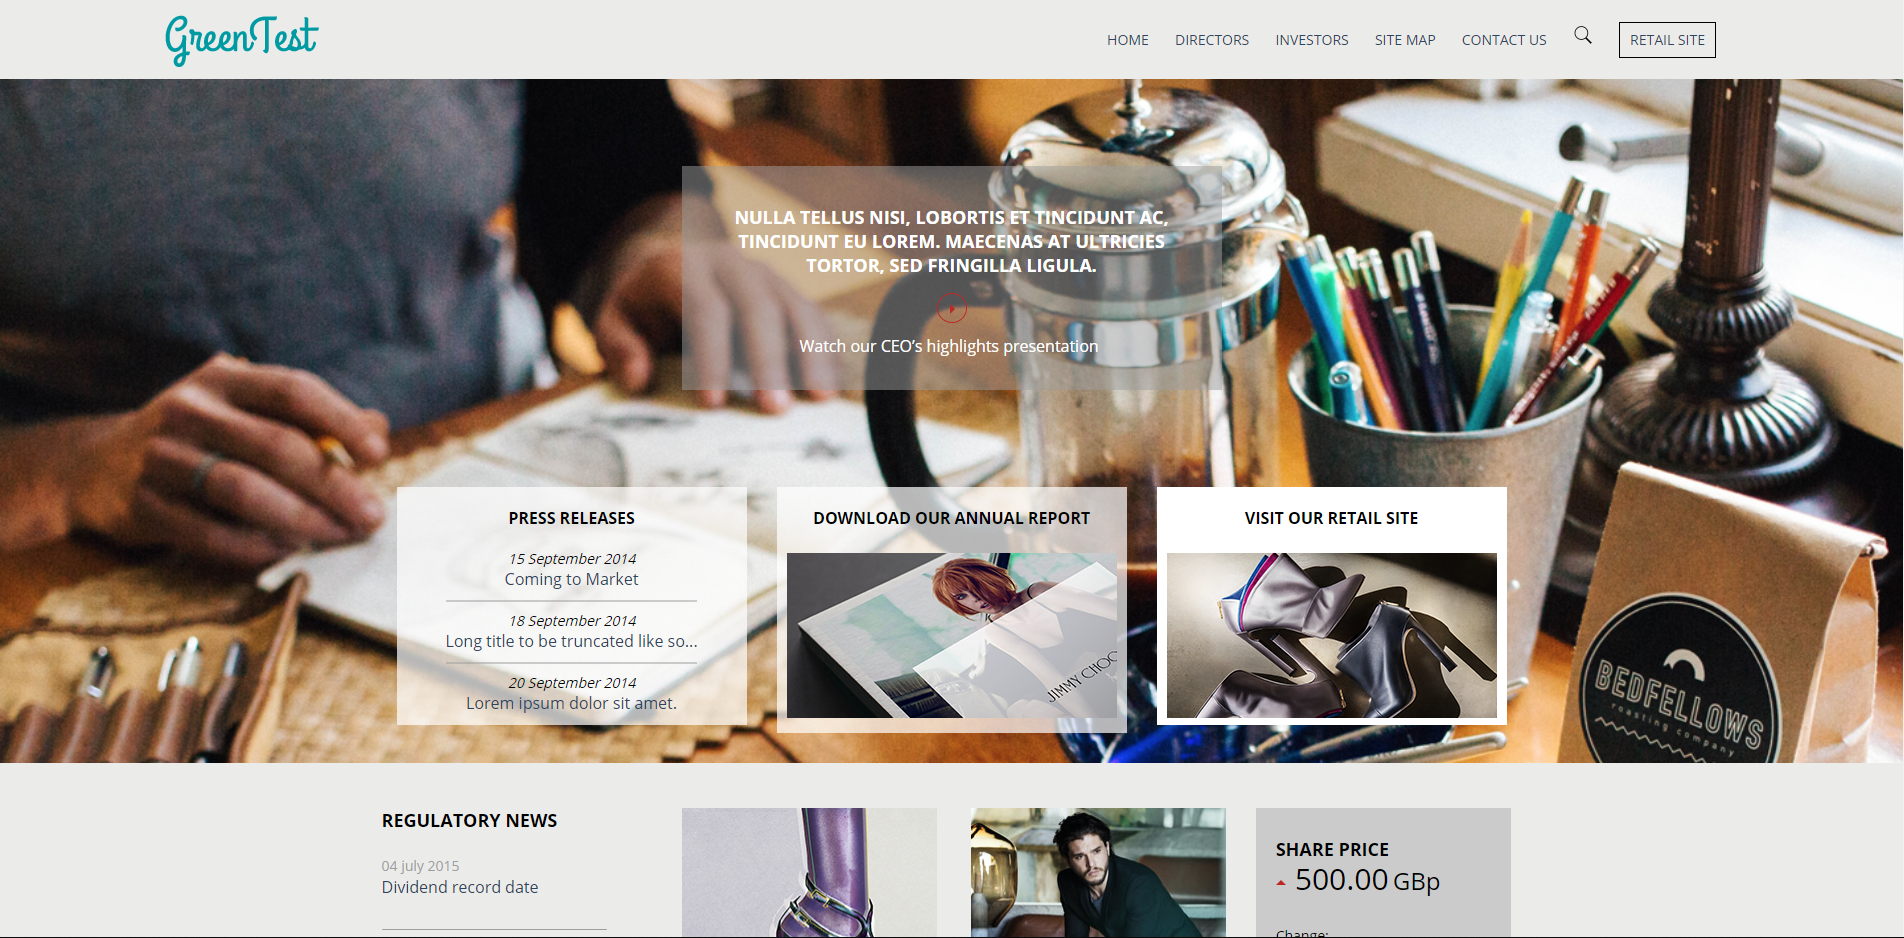 GreenTest
HOME DIRECTORS INVESTORS SITE MAP CONTACT US RETAIL SITE
NULLA TELLUS NISI, LOBORTIS ET TINCIDUNT AC,
TINCIDUNT EU LOREM. MAECENAS AT ULTRICIES
TORTOR, SED FRINGILLA LIGULA.
Watch our CEO’s highlights presentation
PRESS RELEASES
15 September 2014
Coming to Market
18 September 2014
Long title to be truncated like so...
20 September 2014
Lorem ipsum dolor sit amet.
DOWNLOAD OUR ANNUAL REPORT
JIMMY CHOO
VISIT OUR RETAIL SITE
BEDFELLOWS
roasting company
REGULATORY NEWS
04 july 2015
Dividend record date
SHARE PRICE
500.00 GBp
Change: